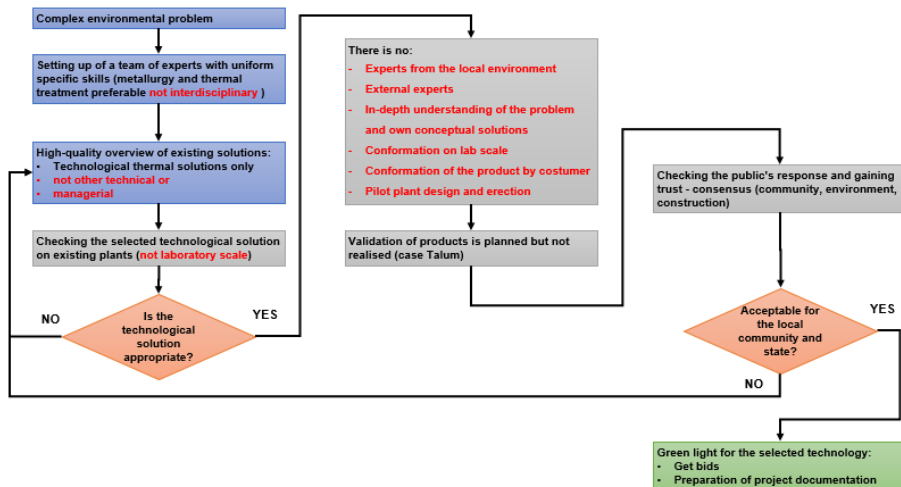 Complex environmental problem
Setting up of a team of experts with uniform
specific skills (metallurgy and thermal
treatment preferable not interdisciplinary )
High-quality overview of existing solutions:
- Technological thermal solutions only
- not other technical or
- managerial
Checking the selected technological solution
on existing plants (not laboratory scale)
NO
Is the
technological
solution
appropriate?
YES
There is no:
- Experts from the local environment
- External experts
- In-depth understanding of the problem
and own conceptual solutions
- Conformation on lab scale
- Conformation of the product by costumer
- Pilot plant design and erection
Validation of products is planned but not
realised (case Talum)
Checking the public's response and gaining
trust - consensus (community, environment,
construction)
Acceptable for
the local
community and
state?
YES
NO
Green light for the selected technology:
- Get bids
- Preparation of project documentation